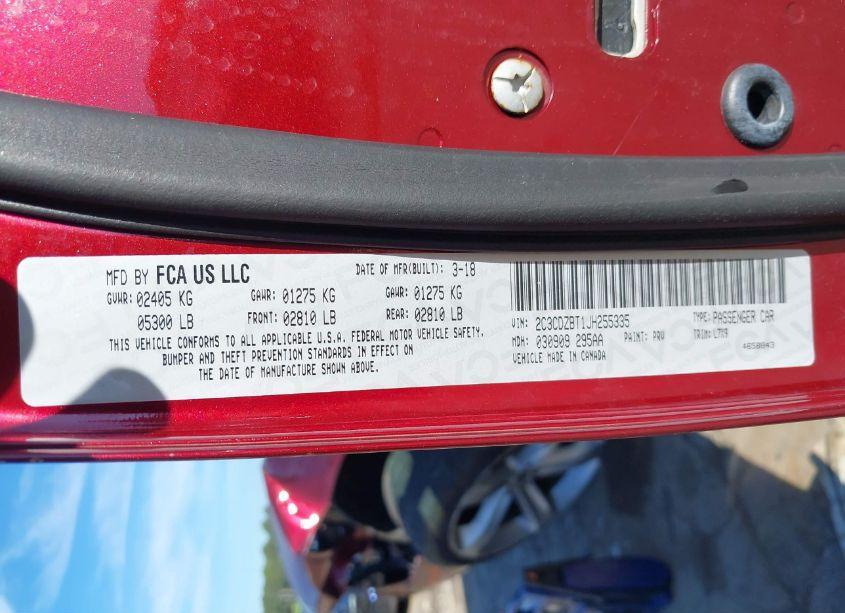 MFD BY FCA US LLC DATE OF MFR(BUILT): 3-18
GVWR: 02405 KG GAWR: 01275 KG GAWR: 01275 KG
05300 LB FRONT: 02810 LB REAR: 02810 LB
THIS VEHICLE CONFORMS TO ALL APPLICABLE U.S.A. FEDERAL MOTOR VEHICLE SAFETY,
BUMPER AND THEFT PREVENTION STANDARDS IN EFFECT ON
THE DATE OF MANUFACTURE SHOWN ABOVE.
VIN: 2C3CDZBT1JH255335 TYPE: PASSENGER CAR
MDH: 030909 295AA PAINT: PRV TRIM: L7M9
VEHICLE MADE IN CANADA 4658843